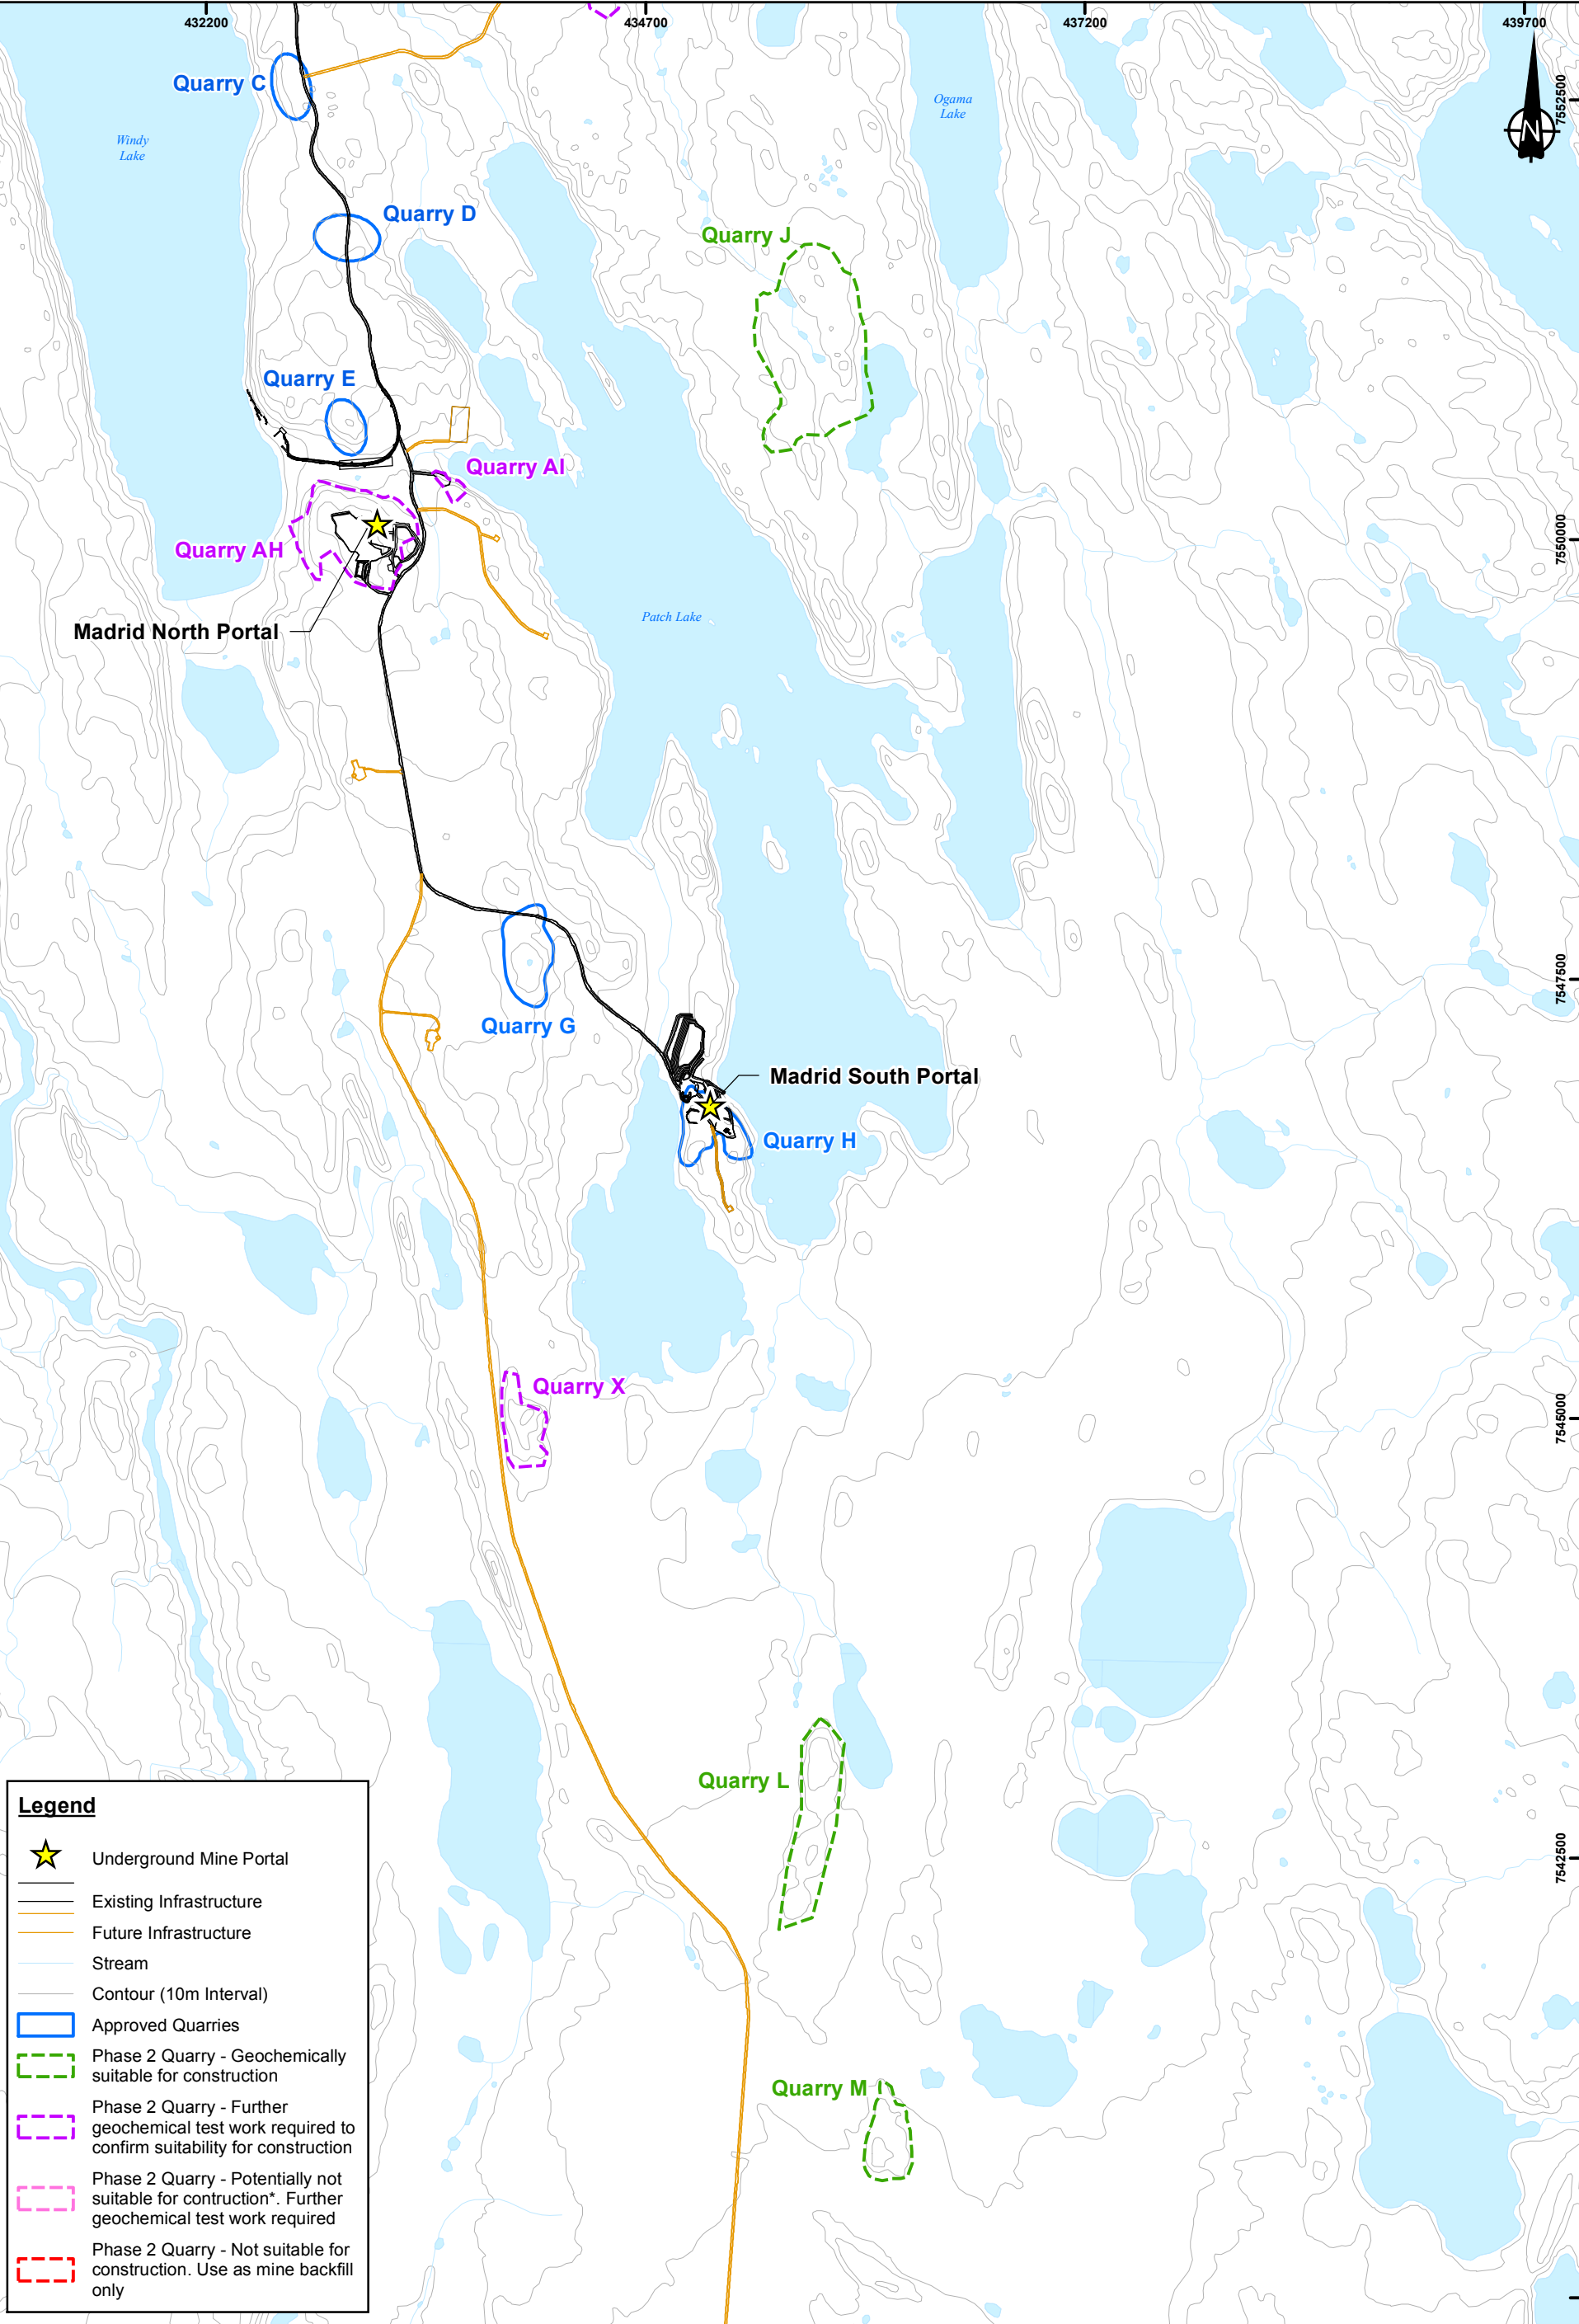 432200
434700
437200
439700
Quarry C
7552500
Ogama
Lake
N
Windy
Lake
Quarry D
Quarry J
Quarry E
Quarry AI
Quarry AH
7550000
Patch Lake
Madrid North Portal
7547500
Quarry G
Madrid South Portal
Quarry H
Quarry X
7545000
Quarry L
7542500
Quarry M
Legend
Underground Mine Portal
Existing Infrastructure
Future Infrastructure
Stream
Contour (10m Interval)
Approved Quarries
Phase 2 Quarry - Geochemically
suitable for construction
Phase 2 Quarry - Further
geochemical test work required to
confirm suitability for construction
Phase 2 Quarry - Potentially not
suitable for contruction*. Further
geochemical test work required
Phase 2 Quarry - Not suitable for
construction. Use as mine backfill
only